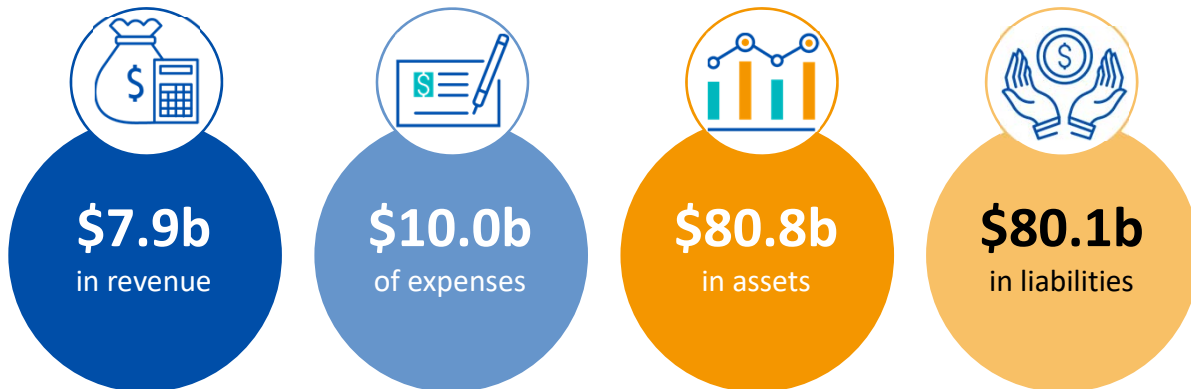 $
$
$
$7.9b
in revenue
$10.0b
of expenses
$80.8b
in assets
$80.1b
in liabilities